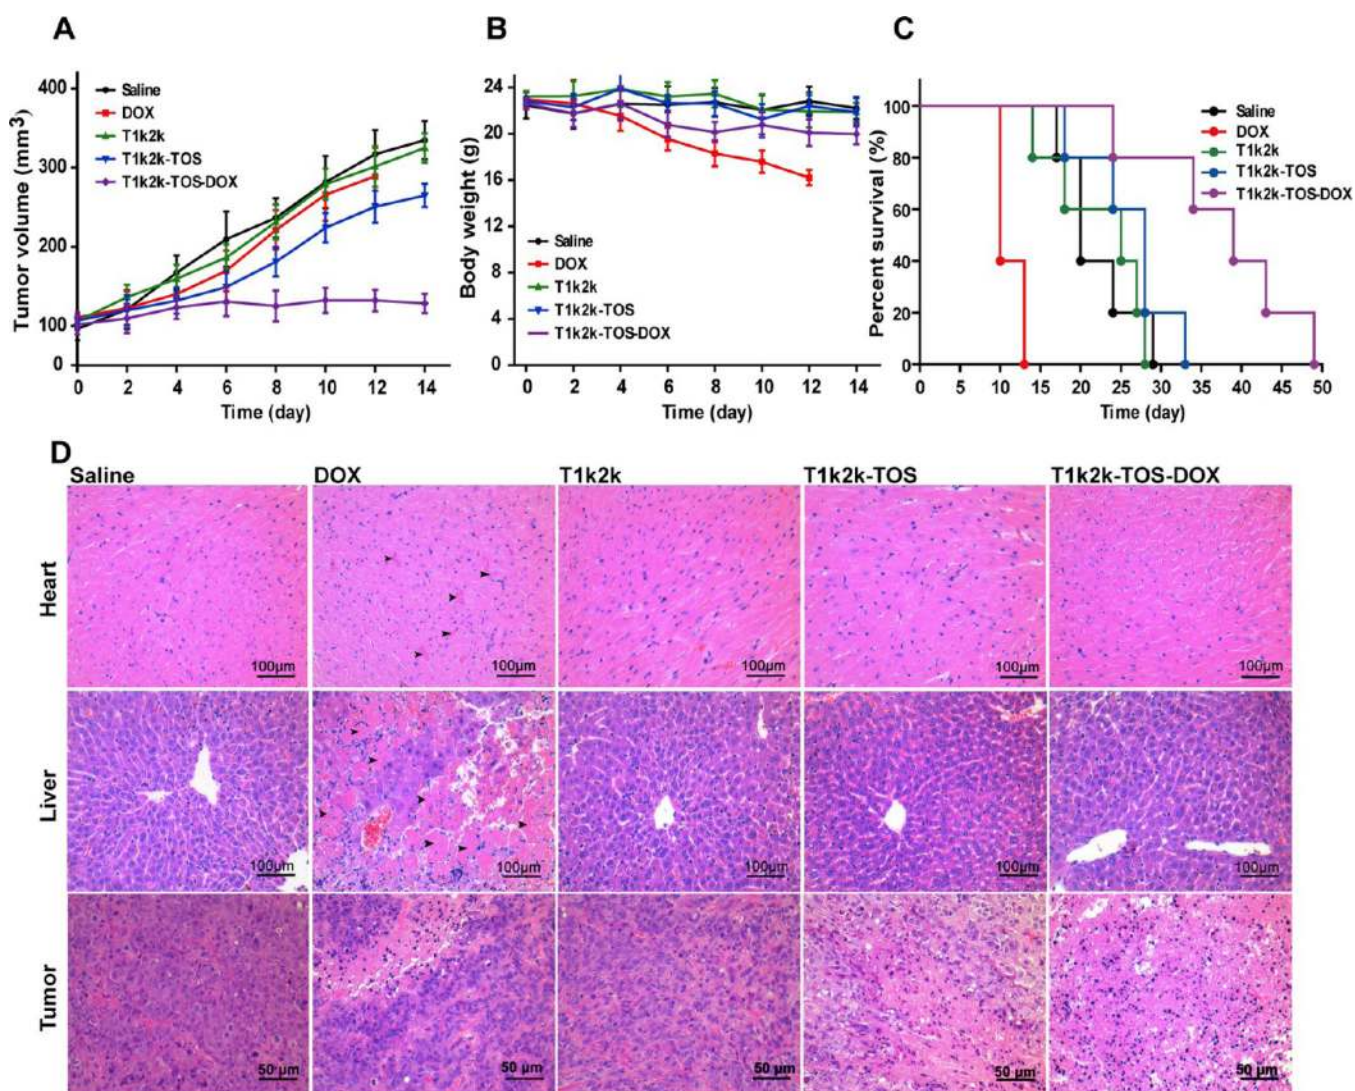 A
Tumor volume (mm³)
400
300
200
100
0
Saline
DOX
T1k2k
T1k2k-TOS
T1k2k-TOS-DOX
0 2 4 6 8 10 12 14
Time (day)
B
Body weight (g)
24
20
16
12
8
4
0
Saline
DOX
T1k2k
T1k2k-TOS
T1k2k-TOS-DOX
0 2 4 6 8 10 12 14
Time (day)
C
Percent survival (%)
100
80
60
40
20
0
Saline
DOX
T1k2k
T1k2k-TOS
T1k2k-TOS-DOX
0 5 10 15 20 25 30 35 40 45 50
Time (day)
D
Saline DOX T1k2k T1k2k-TOS T1k2k-TOS-DOX
Heart
100μm 100μm 100μm 100μm 100μm
Liver
100μm 100μm 100μm 100μm 100μm
Tumor
50 μm 50 μm 50 μm 50 μm 50 μm